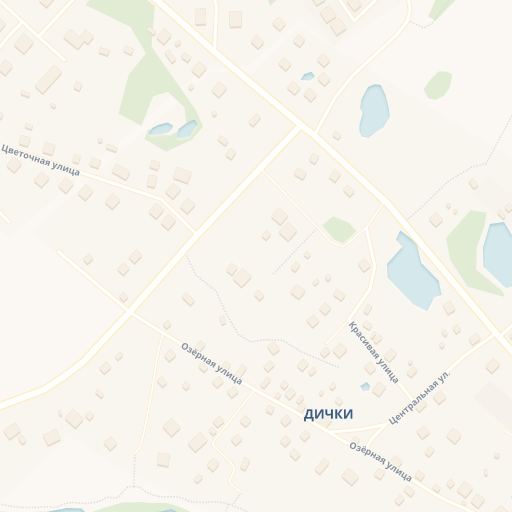 Цветочная улица
Озёрная улица
Красивая улица
Центральная ул.
ДИЧКИ
Озёрная улица